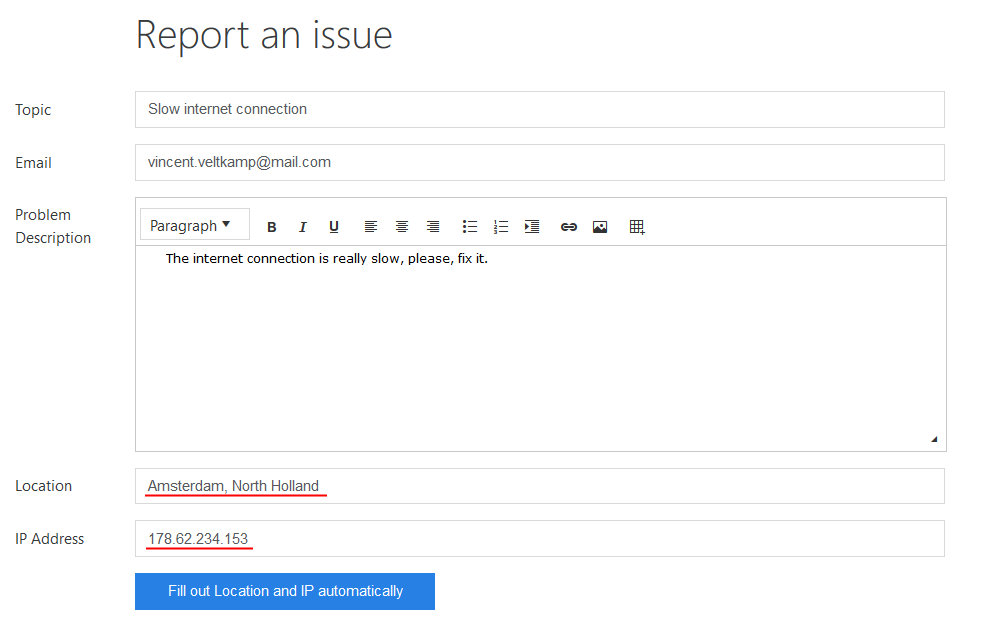 Report an issue
Topic
Slow internet connection
Email
vincent.veltkamp@mail.com
Problem
Description
Paragraph
B I U
The internet connection is really slow, please, fix it.
Location
Amsterdam, North Holland
IP Address
178.62.234.153
Fill out Location and IP automatically